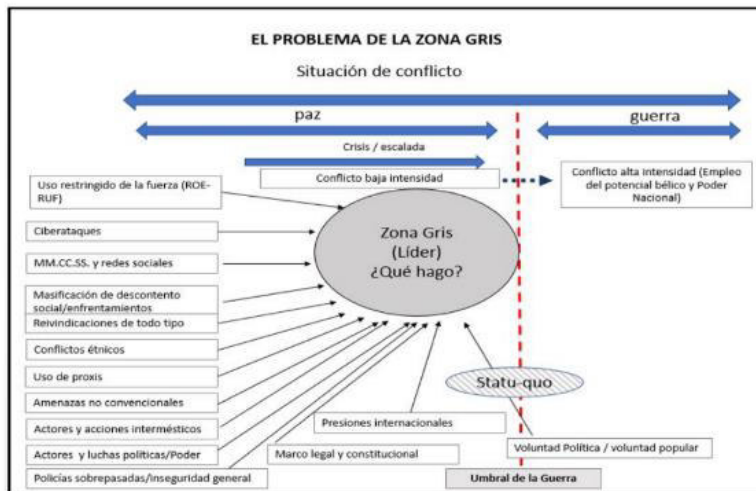 EL PROBLEMA DE LA ZONA GRIS
Situación de conflicto
paz
guerra
Crisis / escalada
Conflicto baja intensidad
Conflicto alta intensidad (Empleo
del potencial bélico y Poder
Nacional)
Uso restringido de la fuerza (ROE-
RUF)
Ciberataques
MM.CC.SS. y redes sociales
Masificación de descontento
social/enfrentamientos
Reivindicaciones de todo tipo
Conflictos étnicos
Uso de proxis
Amenazas no convencionales
Actores y acciones intermésticos
Actores y luchas políticas/Poder
Policías sobrepasadas/inseguridad general
Zona Gris
(Líder)
¿Qué hago?
Statu-quo
Presiones internacionales
Marco legal y constitucional
Voluntad Política / voluntad popular
Umbral de la Guerra